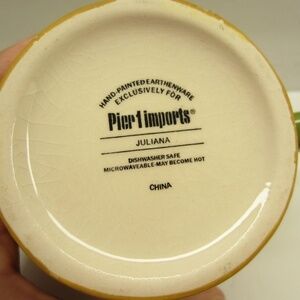 HAND-PAINTED EARTHENWARE
EXCLUSIVELY FOR
Pier 1 imports®
JULIANA
DISHWASHER SAFE
MICROWAVEABLE-MAY BECOME HOT
CHINA